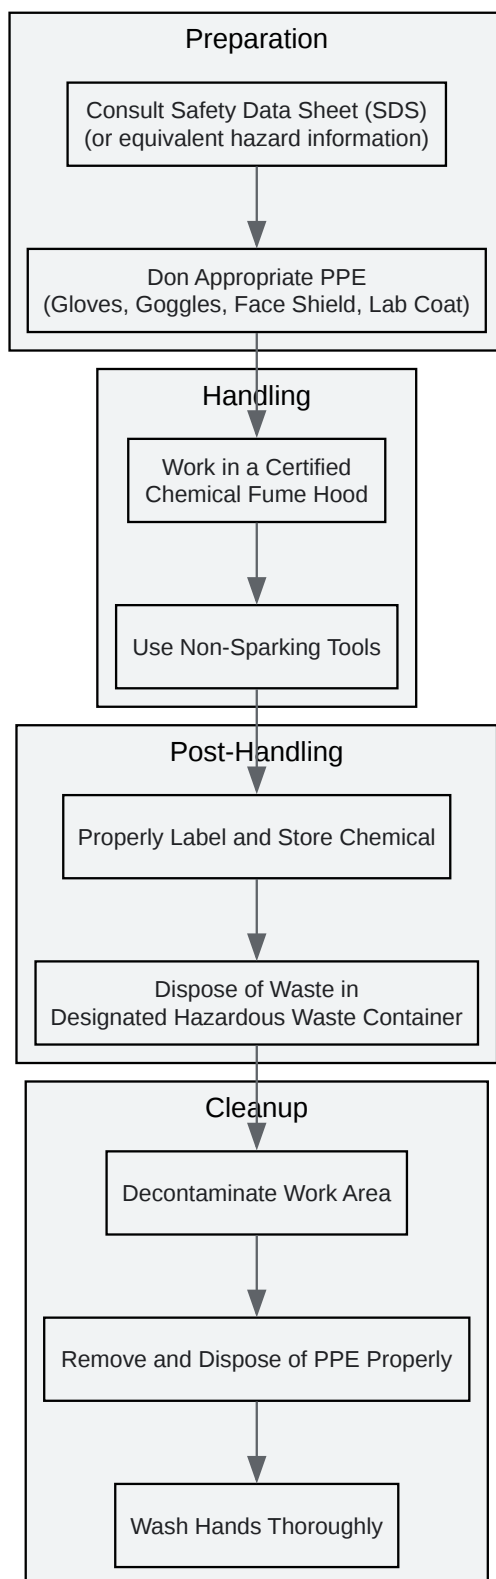 Preparation
Consult Safety Data Sheet (SDS)
(or equivalent hazard information)
Don Appropriate PPE
(Gloves, Goggles, Face Shield, Lab Coat)
Handling
Work in a Certified
Chemical Fume Hood
Use Non-Sparking Tools
Post-Handling
Properly Label and Store Chemical
Dispose of Waste in
Designated Hazardous Waste Container
Cleanup
Decontaminate Work Area
Remove and Dispose of PPE Properly
Wash Hands Thoroughly